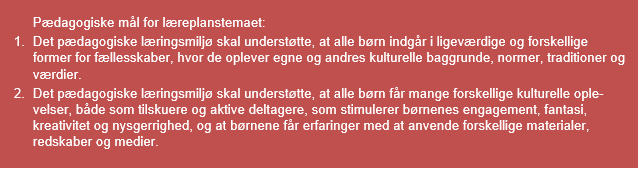 Pædagogiske mål for læreplanstemaet:
1. Det pædagogiske læringsmiljø skal understøtte, at alle børn indgår i ligeværdige og forskellige
former for fællesskaber, hvor de oplever egne og andres kulturelle baggrunde, normer, traditioner og
værdier.
2. Det pædagogiske læringsmiljø skal understøtte, at alle børn får mange forskellige kulturelle ople-
velser, både som tilskuere og aktive deltagere, som stimulerer børnenes engagement, fantasi,
kreativitet og nysgerrighed, og at børnene får erfaringer med at anvende forskellige materialer,
redskaber og medier.